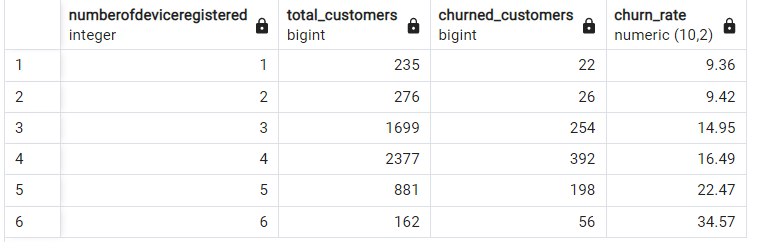 numberofdeviceregistered total_customers churned_customers churn_rate
integer bigint bigint numeric (10,2)
1 1 235 22 9.36
2 2 276 26 9.42
3 3 1699 254 14.95
4 4 2377 392 16.49
5 5 881 198 22.47
6 6 162 56 34.57